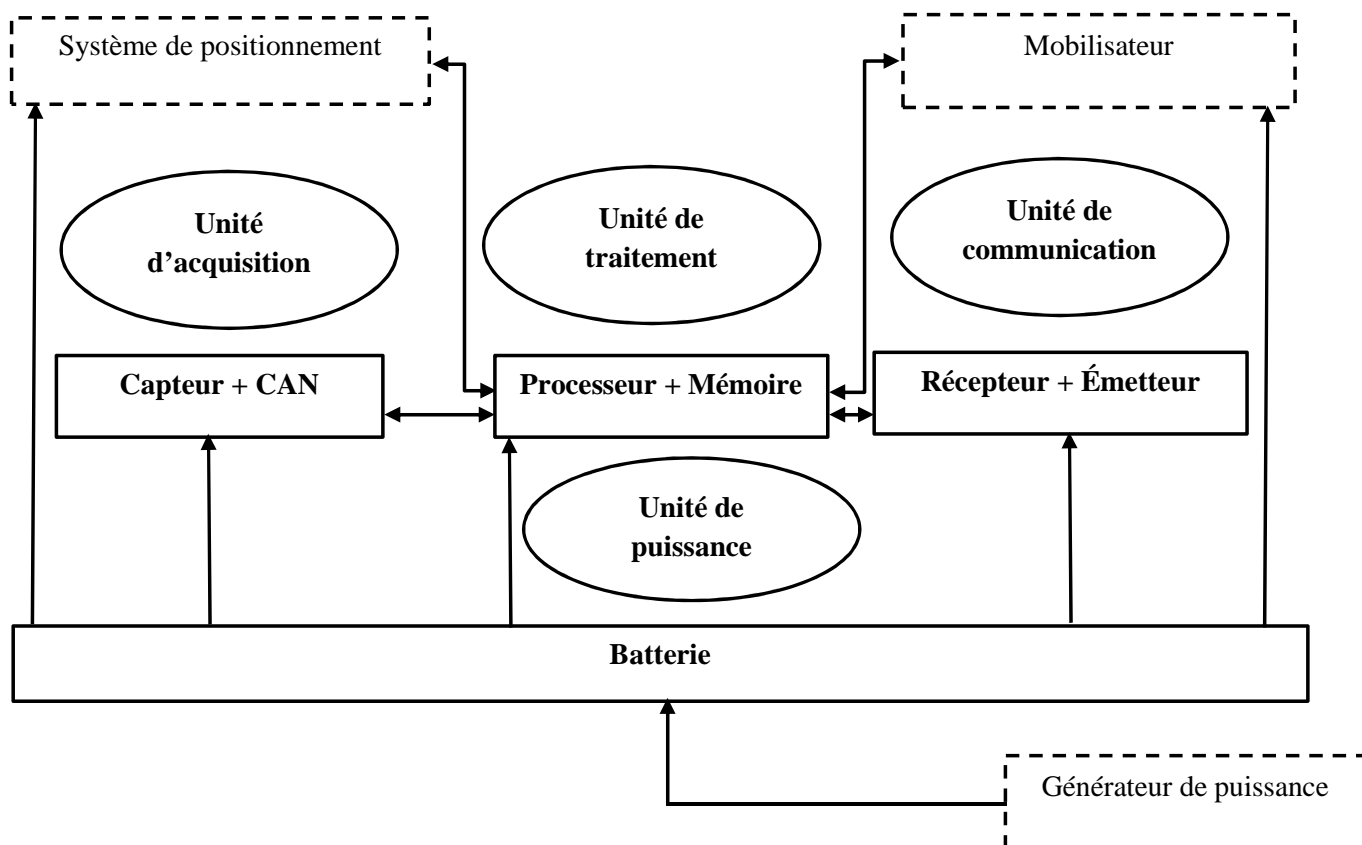 Système de positionnement
Mobilisateur
Unité
d’acquisition
Unité de
traitement
Unité de
communication
Capteur + CAN
Processeur + Mémoire
Récepteur + Émetteur
Unité de
puissance
Batterie
Générateur de puissance